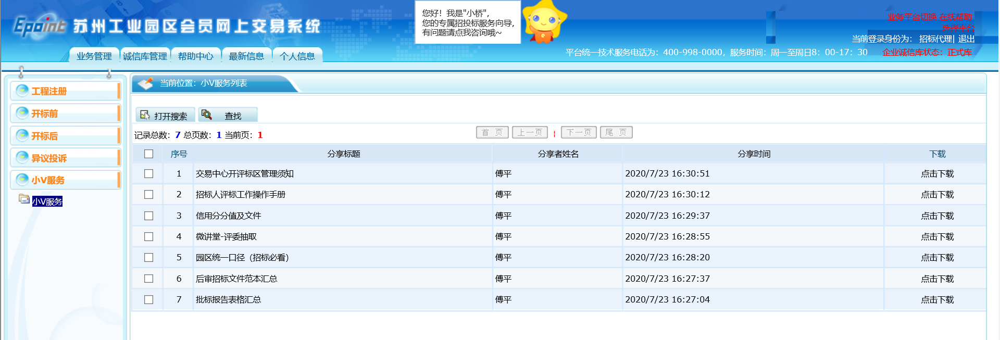 Epoint 苏州工业园区会员网上交易系统
您好！我是"小桥"，
您的专属招投标服务向导，
有问题请点我咨询哦~
业务平台切换 在线帮助
选择平台
当前登录身份为： 招标代理| 退出
平台统一技术服务电话为：400-998-0000，服务时间：周一至周日8：00-17：30 企业诚信库状态：正式库
业务管理 诚信库管理 帮助中心 最新信息 个人信息
工程注册
开标前
开标后
异议投诉
小V服务
小V服务
当前位置：小V服务列表
打开搜索 查找
记录总数：7 总页数：1 当前页：1
首 页 上一页 下一页 尾 页
序号 分享标题 分享者姓名 分享时间 下载
1 交易中心开评标区管理须知 傅平 2020/7/23 16:30:51 点击下载
2 招标人评标工作操作手册 傅平 2020/7/23 16:30:12 点击下载
3 信用分分值及文件 傅平 2020/7/23 16:29:37 点击下载
4 微讲堂-评委抽取 傅平 2020/7/23 16:28:55 点击下载
5 园区统一口径（招标必看） 傅平 2020/7/23 16:28:20 点击下载
6 后审招标文件范本汇总 傅平 2020/7/23 16:27:37 点击下载
7 批标报告表格汇总 傅平 2020/7/23 16:27:04 点击下载